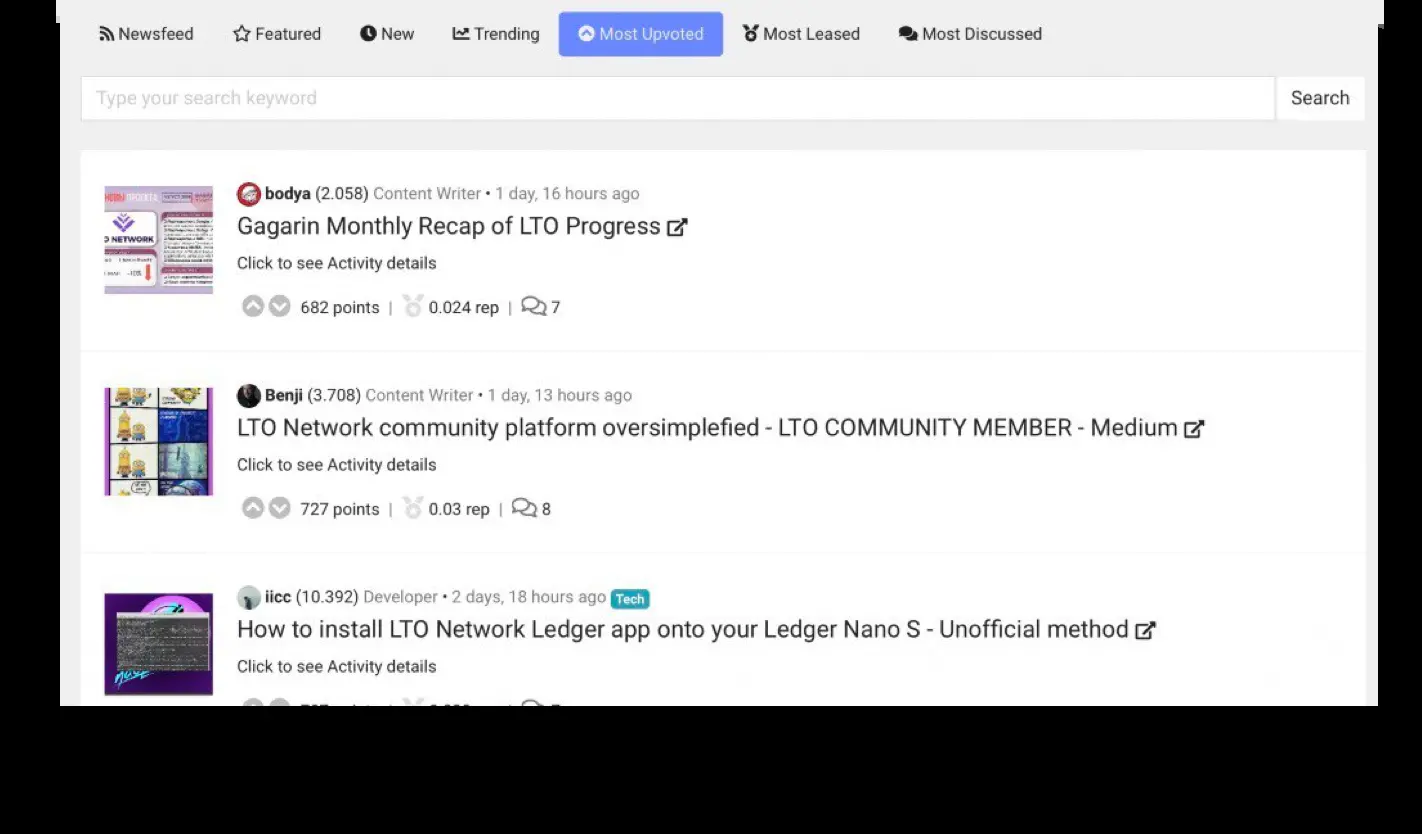 Newsfeed Featured New Trending Most Upvoted Most Leased Most Discussed
Type your search keyword Search
bodya (2.058) Content Writer • 1 day, 16 hours ago
Gagarin Monthly Recap of LTO Progress
Click to see Activity details
682 points | 0.024 rep | 7
NETWORK
-10%
Benji (3.708) Content Writer • 1 day, 13 hours ago
LTO Network community platform oversimplefied - LTO COMMUNITY MEMBER - Medium
Click to see Activity details
727 points | 0.03 rep | 8
iicc (10.392) Developer • 2 days, 18 hours ago Tech
How to install LTO Network Ledger app onto your Ledger Nano S - Unofficial method
Click to see Activity details